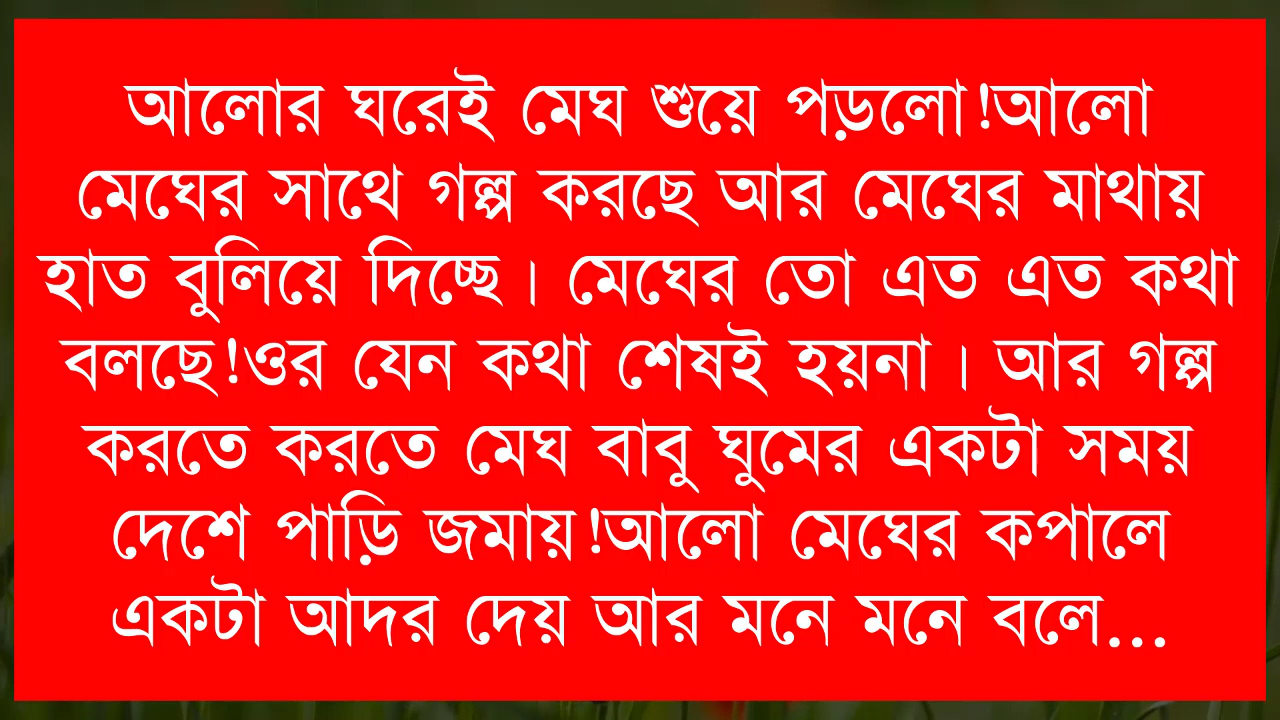 আলোর ঘরেই মেঘ শুয়ে পড়লো!আলো
মেঘের সাথে গল্প করছে আর মেঘের মাথায়
হাত বুলিয়ে দিচ্ছে। মেঘের তো এত এত কথা
বলছে!ওর যেন কথা শেষই হয়না। আর গল্প
করতে করতে মেঘ বাবু ঘুমের একটা সময়
দেশে পাড়ি জমায়!আলো মেঘের কপালে
একটা আদর দেয় আর মনে মনে বলে...